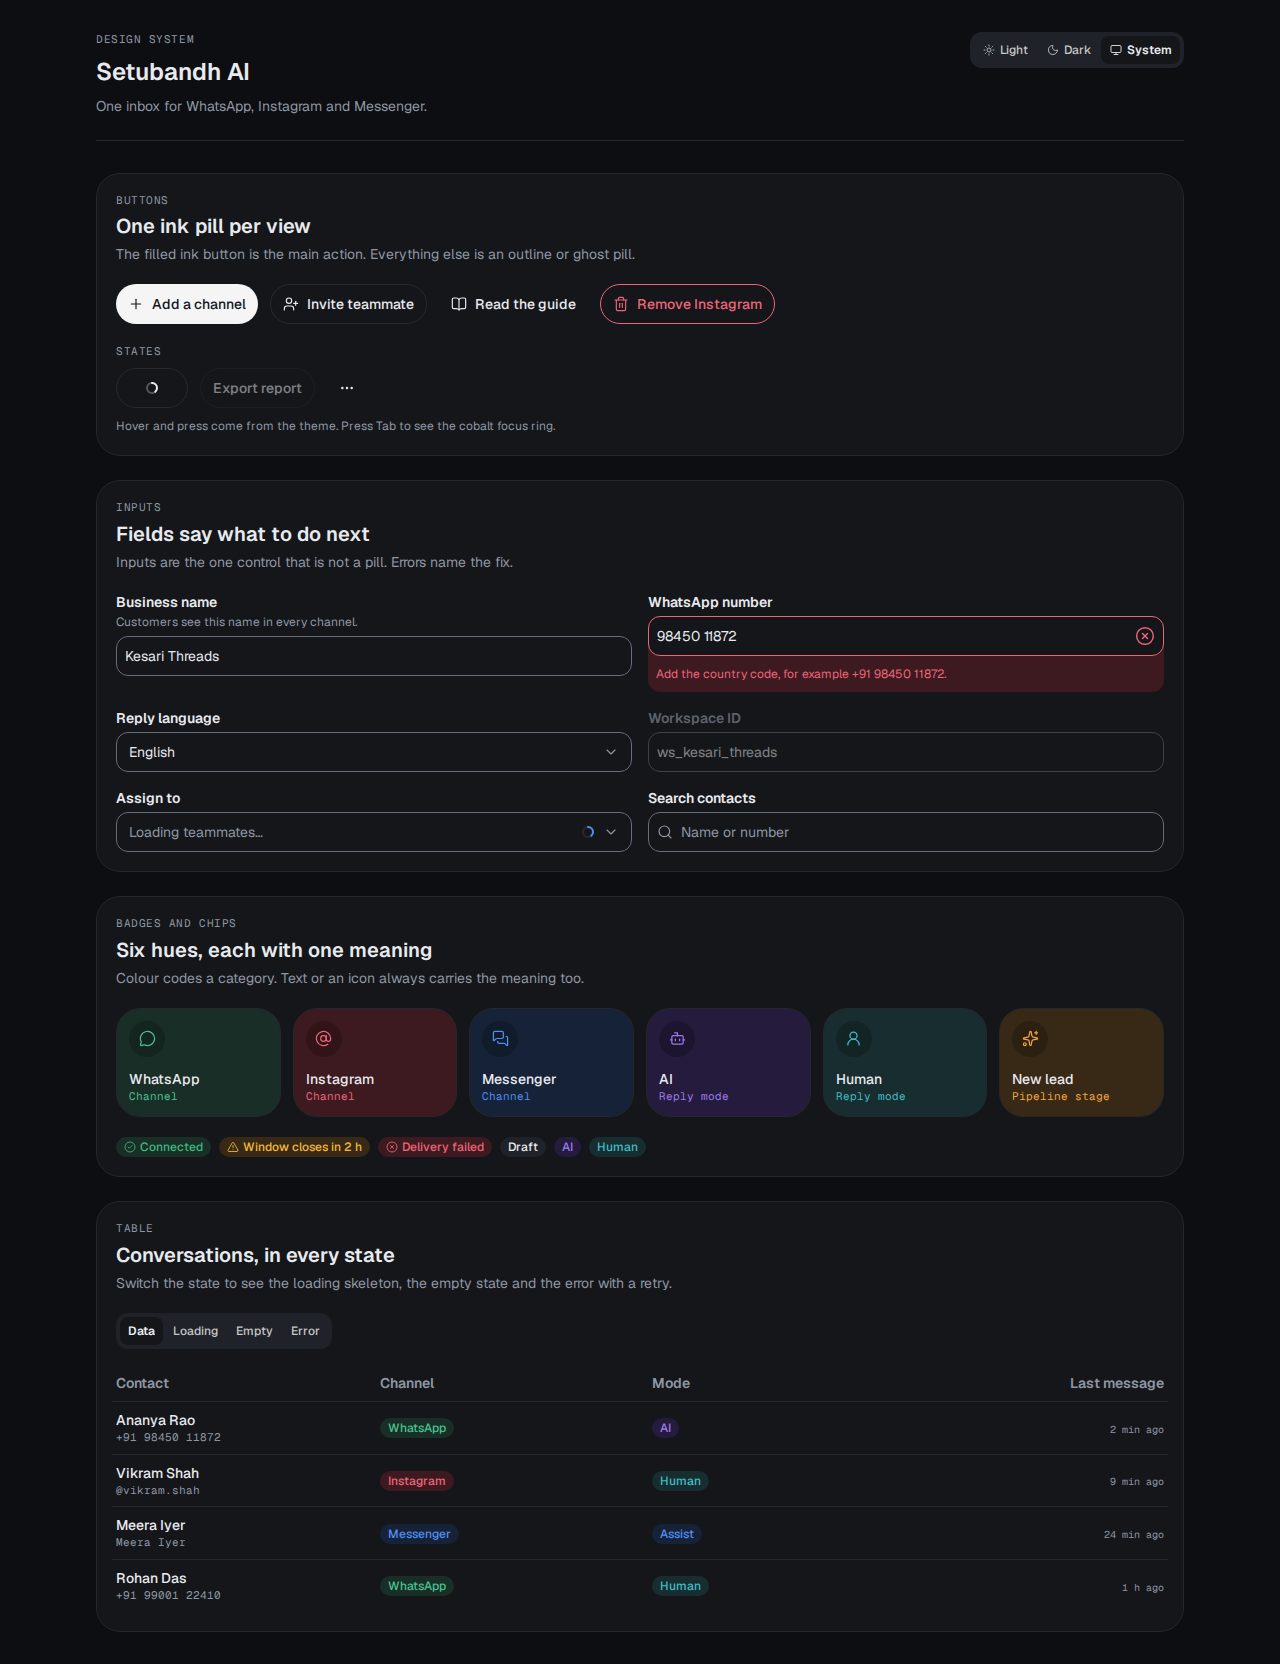 DESIGN SYSTEM
Setubandh AI
One inbox for WhatsApp, Instagram and Messenger.
Light Dark System
BUTTONS
One ink pill per view
The filled ink button is the main action. Everything else is an outline or ghost pill.
Add a channel Invite teammate Read the guide Remove Instagram
STATES
Export report
Hover and press come from the theme. Press Tab to see the cobalt focus ring.
INPUTS
Fields say what to do next
Inputs are the one control that is not a pill. Errors name the fix.
Business name
Customers see this name in every channel.
Kesari Threads
WhatsApp number
98450 11872
Add the country code, for example +91 98450 11872.
Reply language
English
Workspace ID
ws_kesari_threads
Assign to
Loading teammates...
Search contacts
Name or number
BADGES AND CHIPS
Six hues, each with one meaning
Colour codes a category. Text or an icon always carries the meaning too.
WhatsApp
Channel
Instagram
Channel
Messenger
Channel
AI
Reply mode
Human
Reply mode
New lead
Pipeline stage
Connected Window closes in 2 h Delivery failed Draft AI Human
TABLE
Conversations, in every state
Switch the state to see the loading skeleton, the empty state and the error with a retry.
Data Loading Empty Error
Contact Channel Mode Last message
Ananya Rao
+91 98450 11872
WhatsApp AI 2 min ago
Vikram Shah
@vikram.shah
Instagram Human 9 min ago
Meera Iyer
Meera Iyer
Messenger Assist 24 min ago
Rohan Das
+91 99001 22410
WhatsApp Human 1 h ago